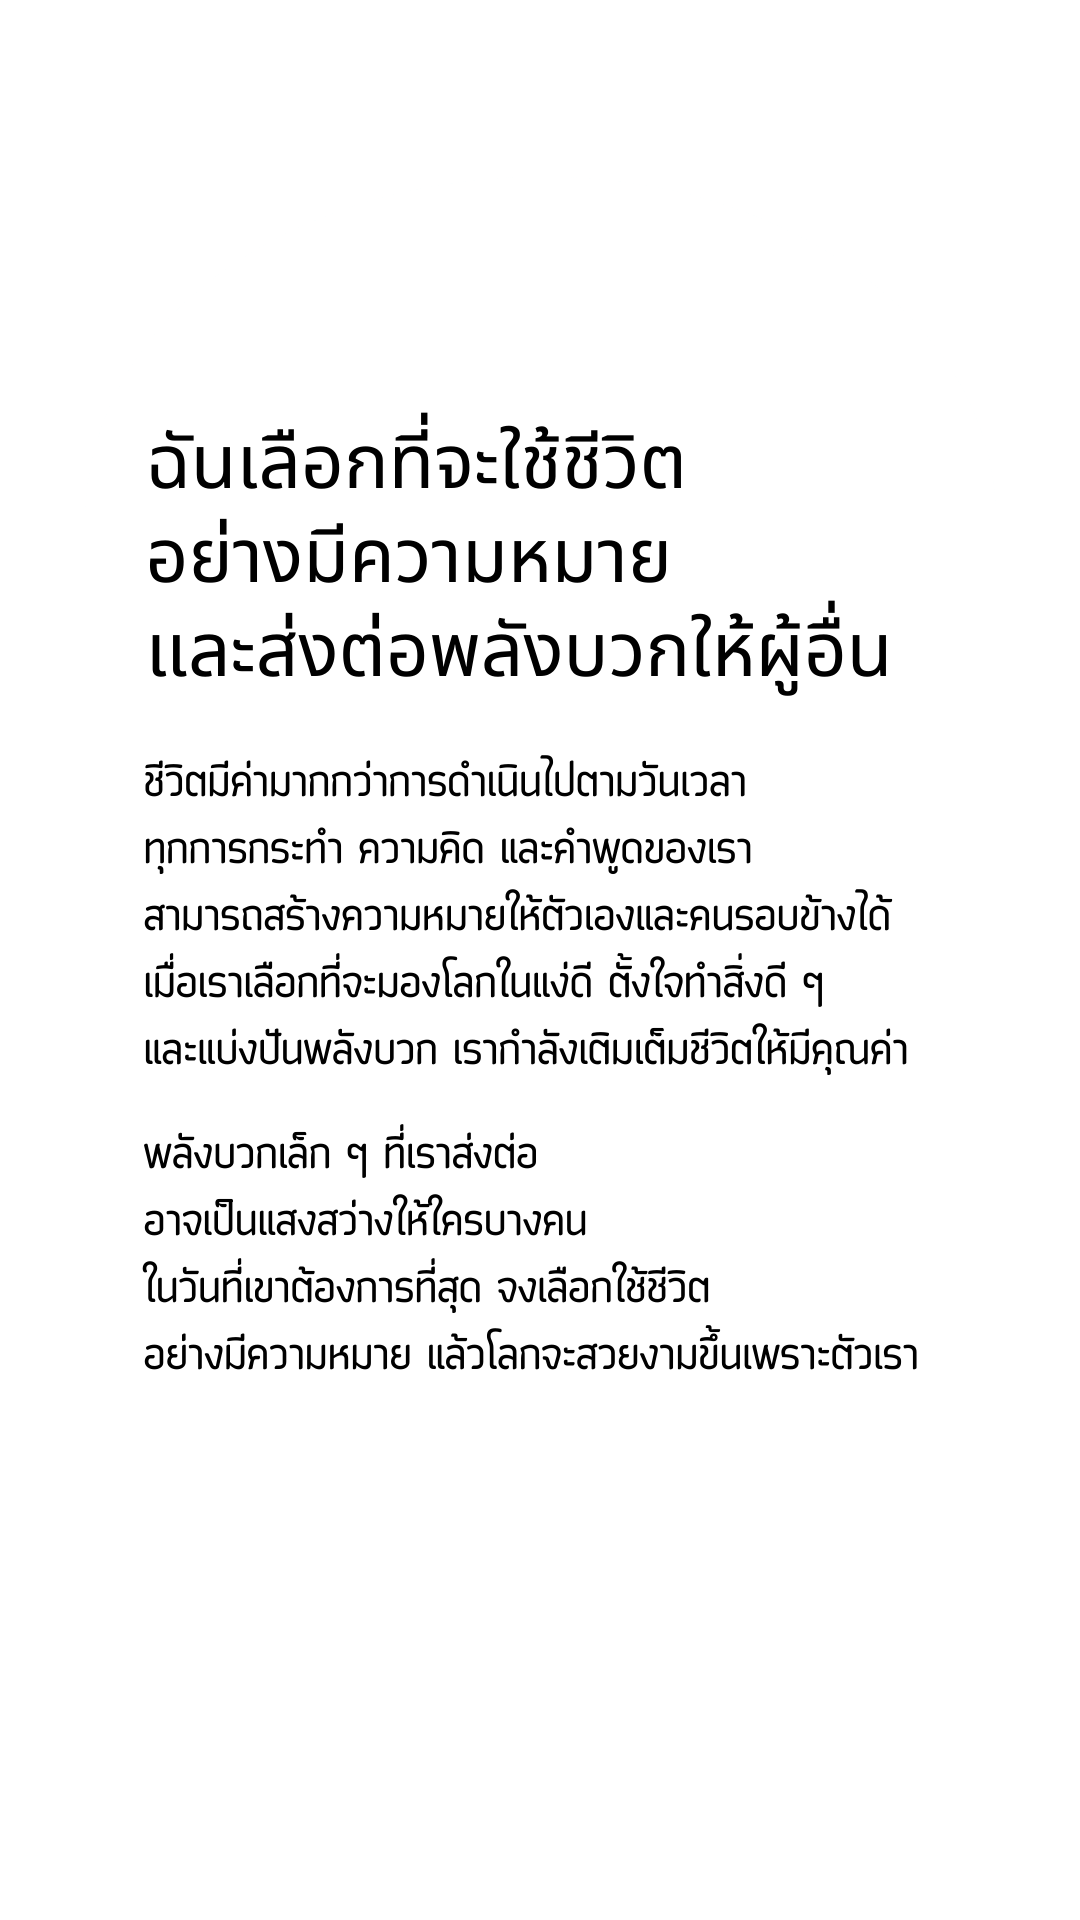 ฉันเลือกที่จะใช้ชีวิต
อย่างมีความหมาย
และส่งต่อพลังบวกให้ผู้อื่น
ชีวิตมีค่ามากกว่าการดำเนินไปตามวันเวลา
ทุกการกระทำ ความคิด และคำพูดของเรา
สามารถสร้างความหมายให้ตัวเองและคนรอบข้างได้
เมื่อเราเลือกที่จะมองโลกในแง่ดี ตั้งใจทำสิ่งดี ๆ
และแบ่งปันพลังบวก เรากำลังเติมเต็มชีวิตให้มีคุณค่า
พลังบวกเล็ก ๆ ที่เราส่งต่อ
อาจเป็นแสงสว่างให้ใครบางคน
ในวันที่เขาต้องการที่สุด จงเลือกใช้ชีวิต
อย่างมีความหมาย แล้วโลกจะสวยงามขึ้นเพราะตัวเรา